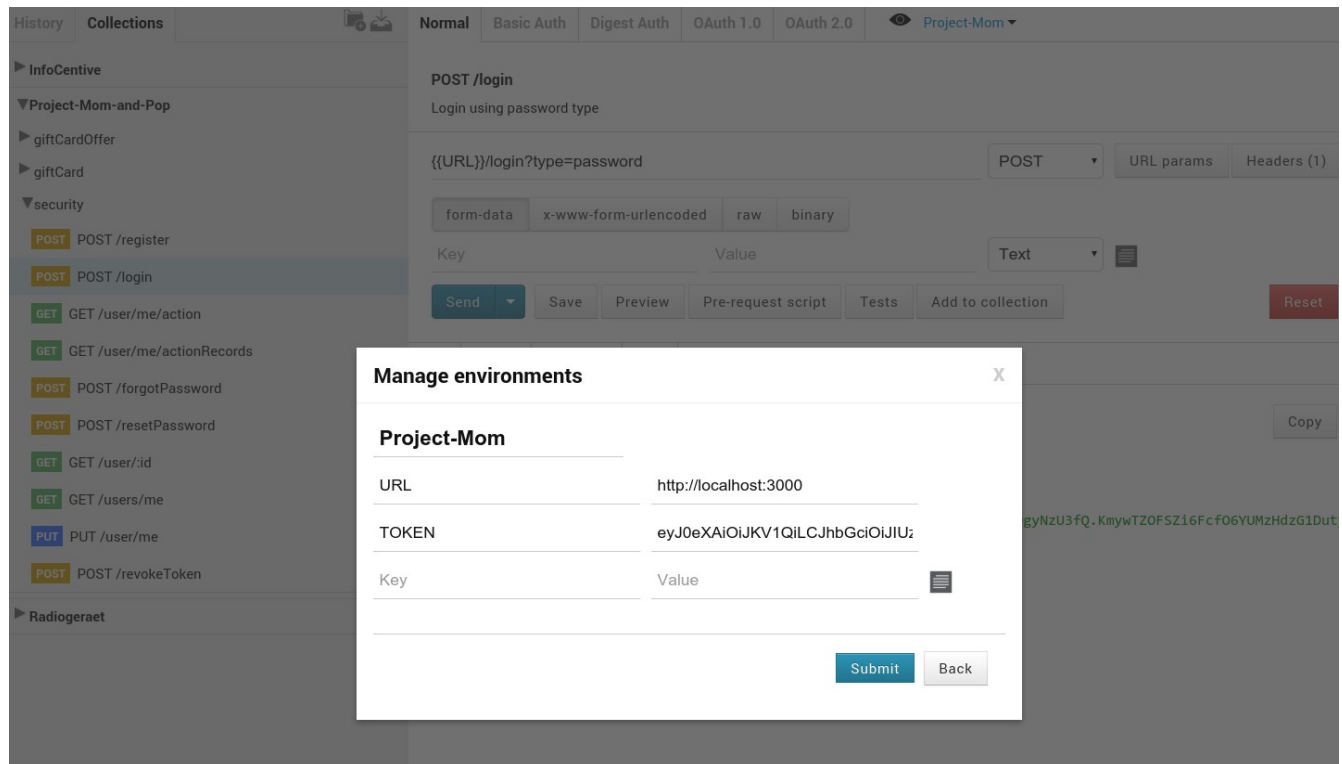 History Collections
Normal Basic Auth Digest Auth OAuth 1.0 OAuth 2.0 Project-Mom
InfoCentive
Project-Mom-and-Pop
giftCardOffer
giftCard
security
POST POST /register
POST POST /login
GET GET /user/me/action
GET GET /user/me/actionRecords
POST POST /forgotPassword
POST POST /resetPassword
GET GET /user/:id
GET GET /users/me
PUT PUT /user/me
POST POST /revokeToken
Radiogeraet
POST /login
Login using password type
{{URL}}/login?type=password POST URL params Headers (1)
form-data x-www-form-urlencoded raw binary
Key Value Text
Send Save Preview Pre-request script Tests Add to collection Reset
Copy
gyNzU3fQ.KmywTZOFSZi6FcfO6YUMzHdzG1Dut
Manage environments X
Project-Mom
URL http://localhost:3000
TOKEN eyJ0eXAiOiJKV1QiLCJhbGciOiJIUz
Key Value
Submit Back